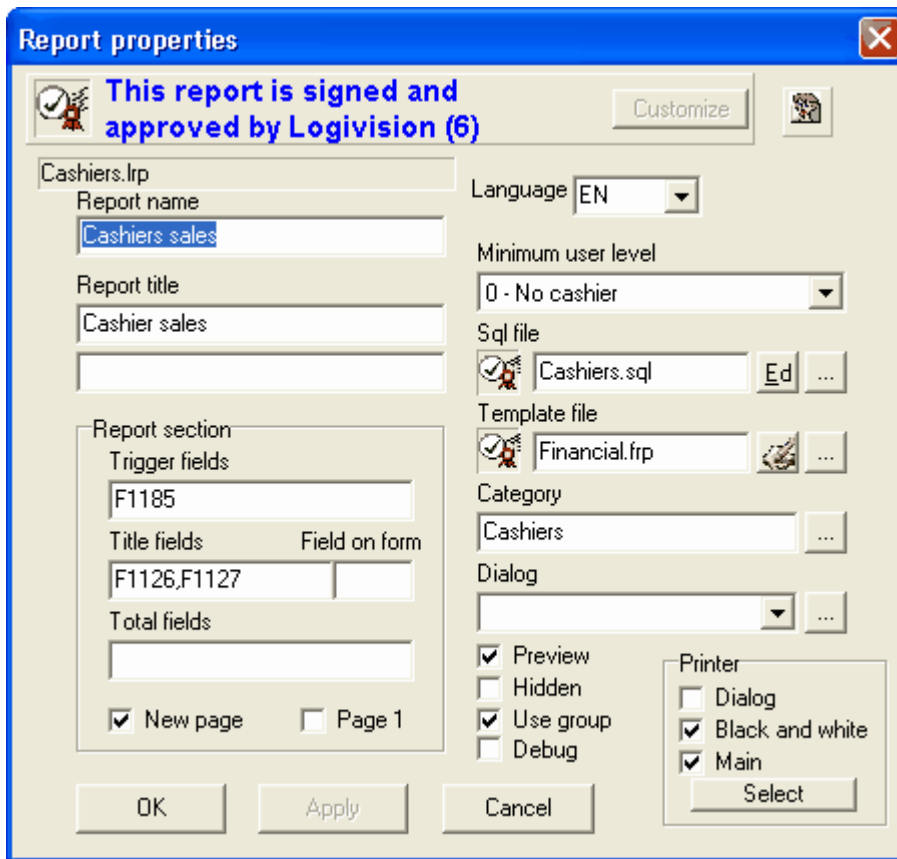 Report properties
This report is signed and
approved by Logivision (6)
Customize
Cashiers.lrp
Report name
Cashiers sales
Report title
Cashier sales
Report section
Trigger fields
F1185
Title fields Field on form
F1126,F1127
Total fields
New page Page 1
Language EN
Minimum user level
0 - No cashier
Sql file
Cashiers.sql Ed ...
Template file
Financial.frp ...
Category
Cashiers ...
Dialog
...
Preview
Hidden
Use group
Debug
Printer
Dialog
Black and white
Main
Select
OK Apply Cancel